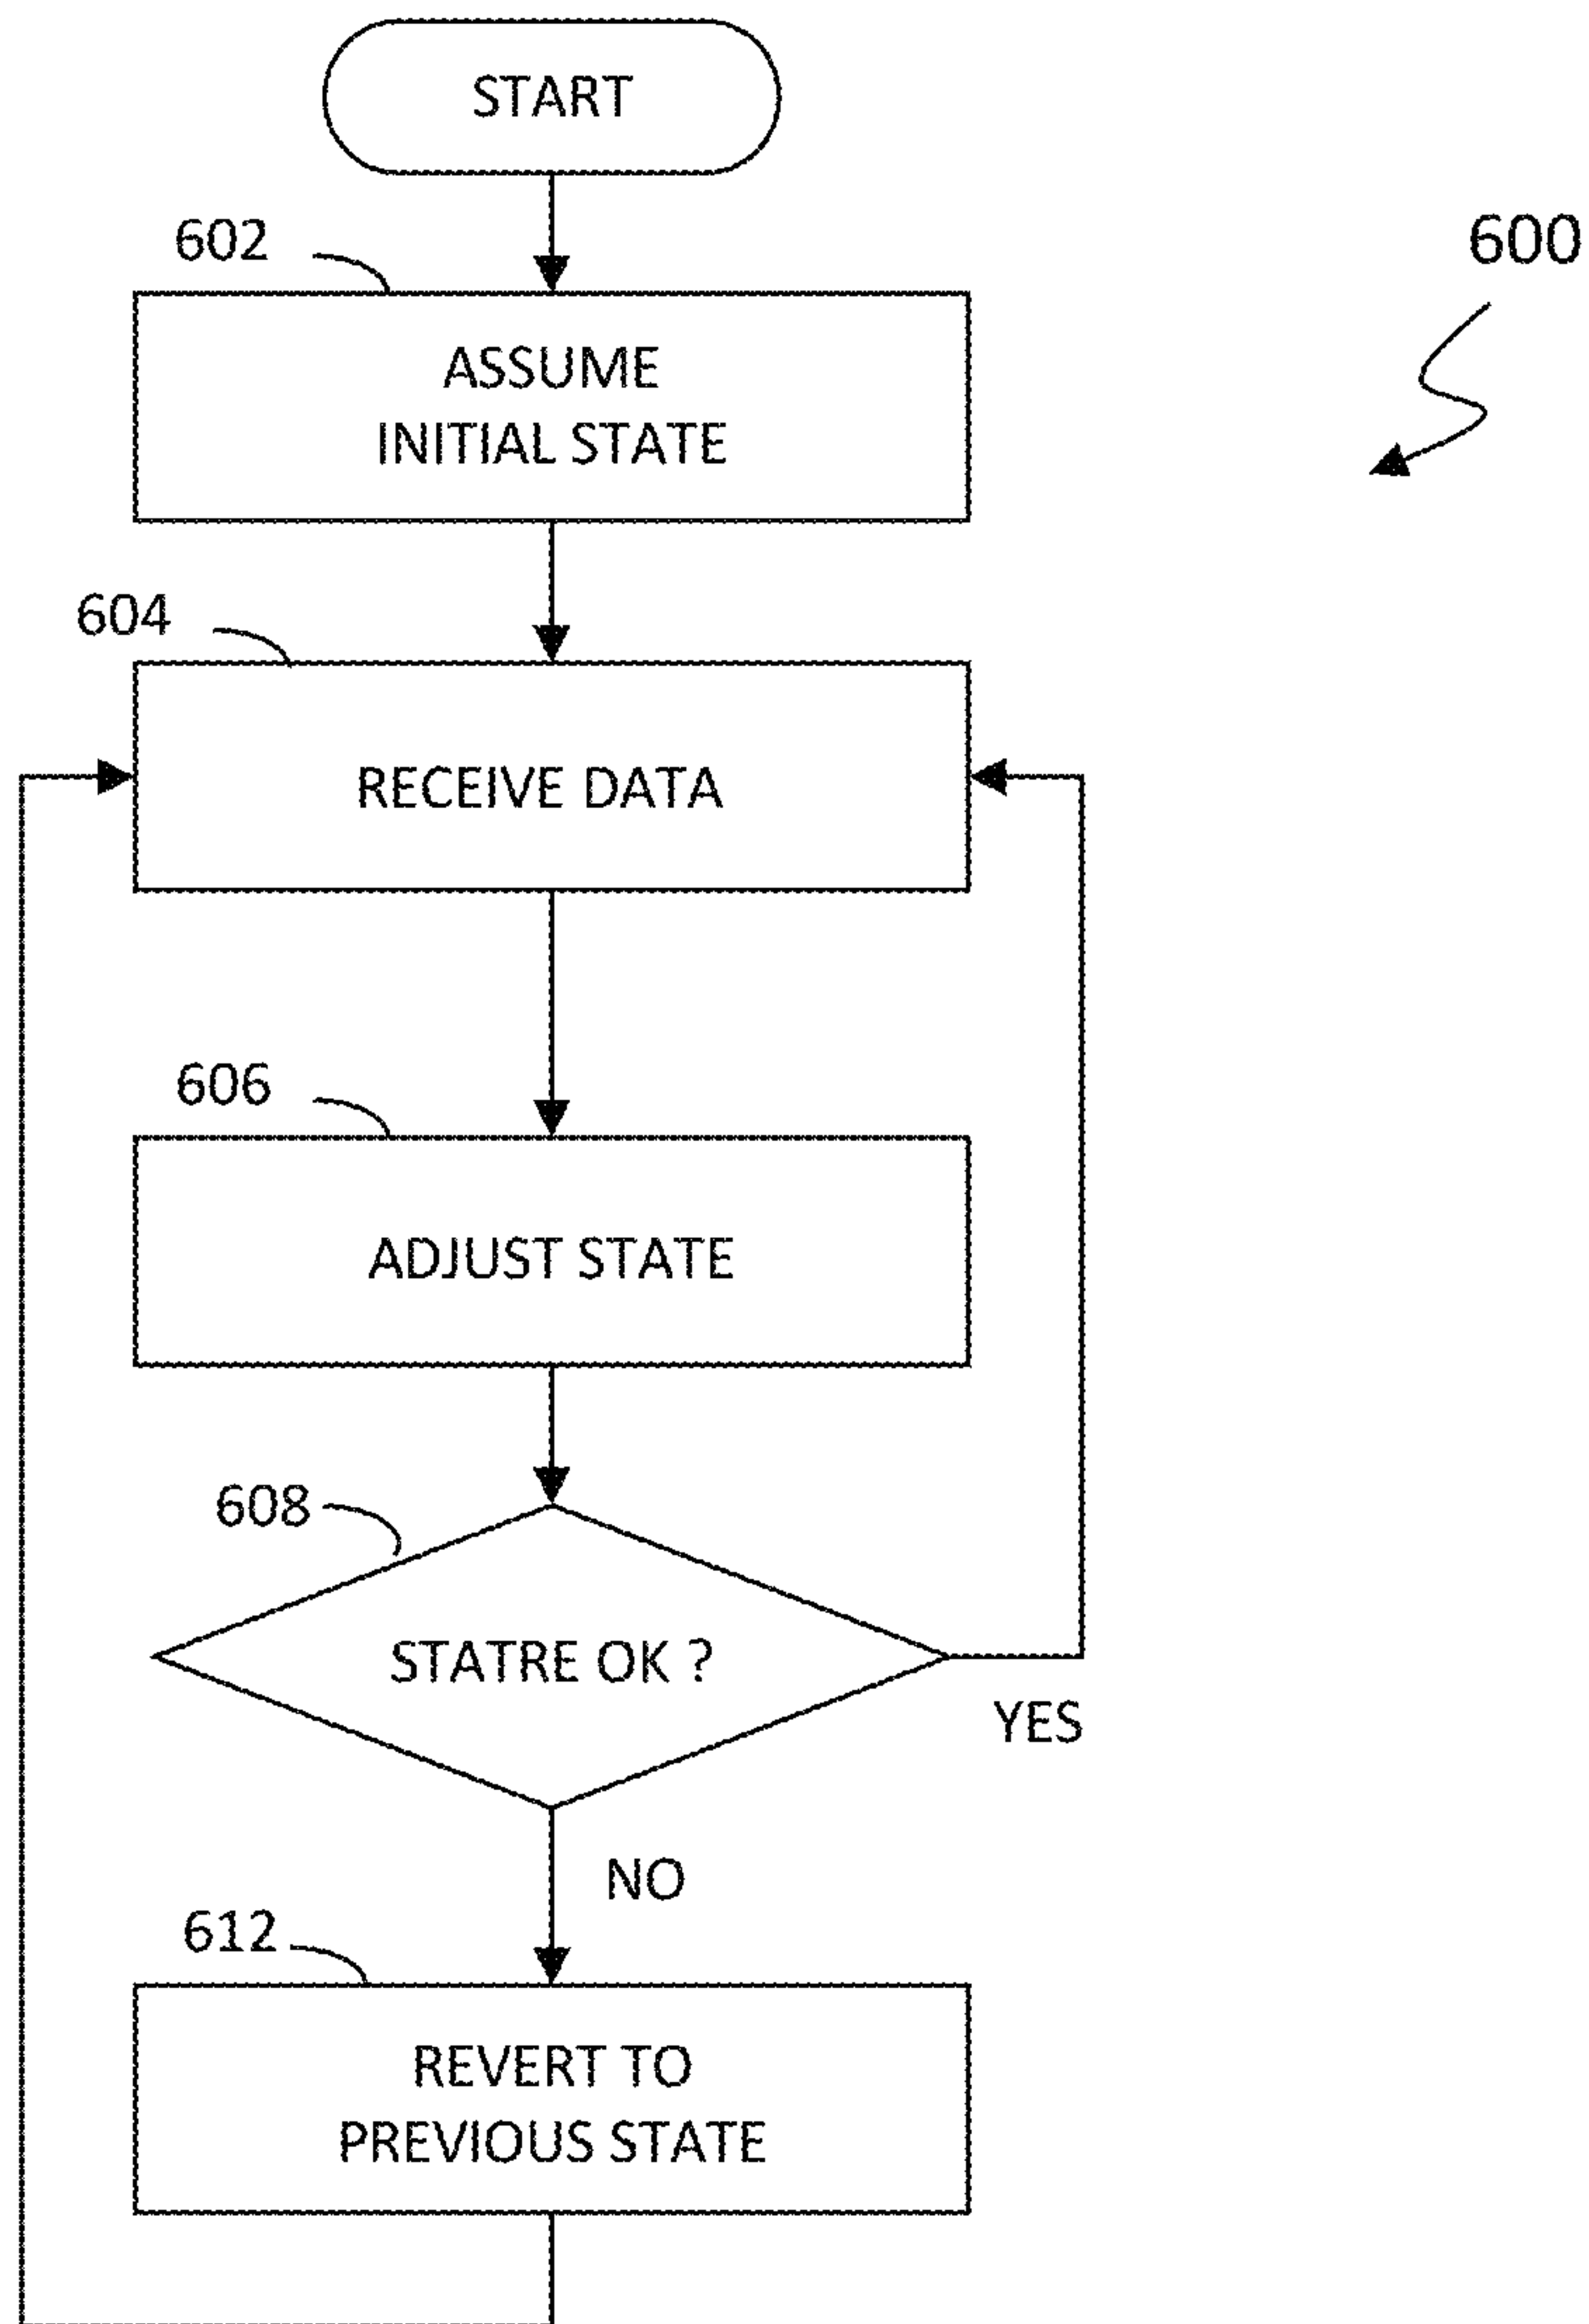 START
602
600
ASSUME
INITIAL STATE
604
RECEIVE DATA
606
ADJUST STATE
608
STATRE OK ?
YES
NO
612
REVERT TO
PREVIOUS STATE